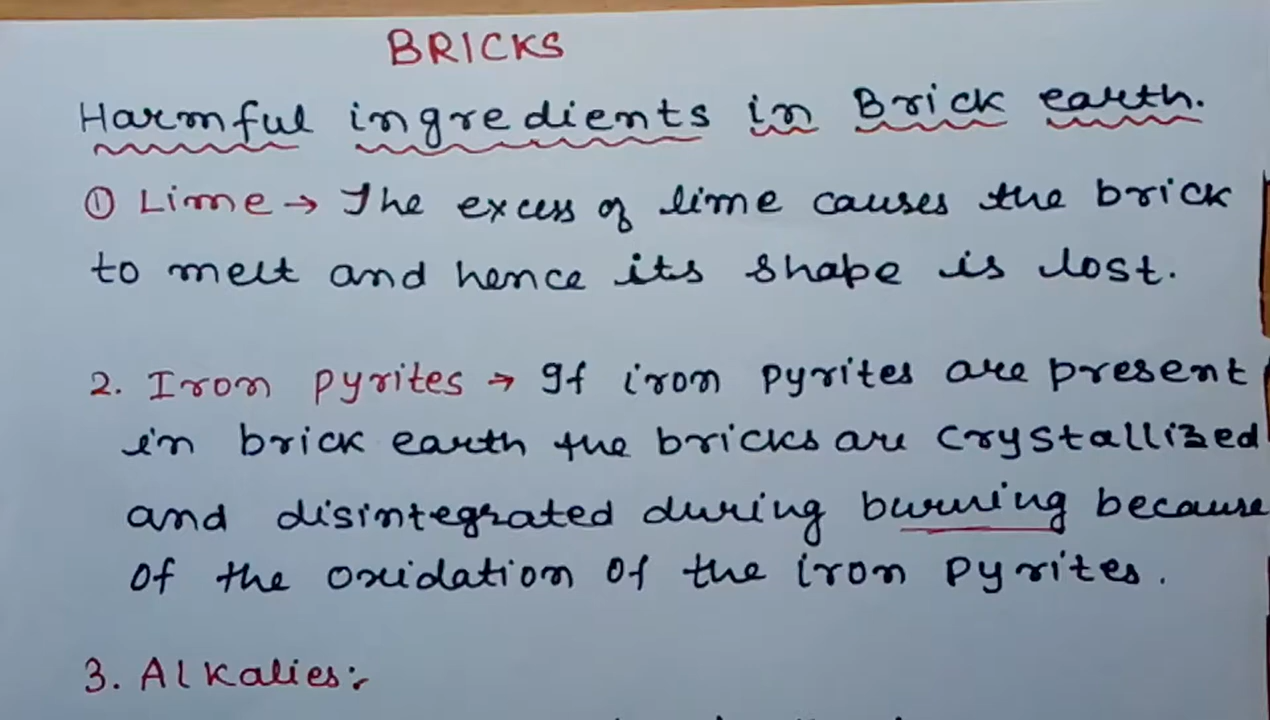 BRICKS
Harmful ingredients in Brick earth.
① Lime → The excess of lime causes the brick
to melt and hence its shape is lost.
2. Iron pyrites → If iron pyrites are present
in brick earth the bricks are crystallized
and disintegrated during burning because
of the oxidation of the iron pyrites.
3. Alkalies:-